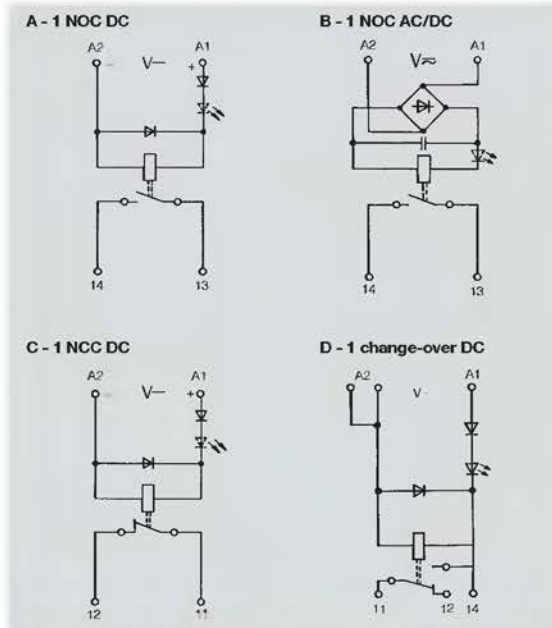 A - 1 NOC DC
A2 V A1
- +
14 13
B - 1 NOC AC/DC
A2 V≂ A1
14 13
C - 1 NCC DC
A2 V A1
- +
12 11
D - 1 change-over DC
A2 V A1
11 12 14